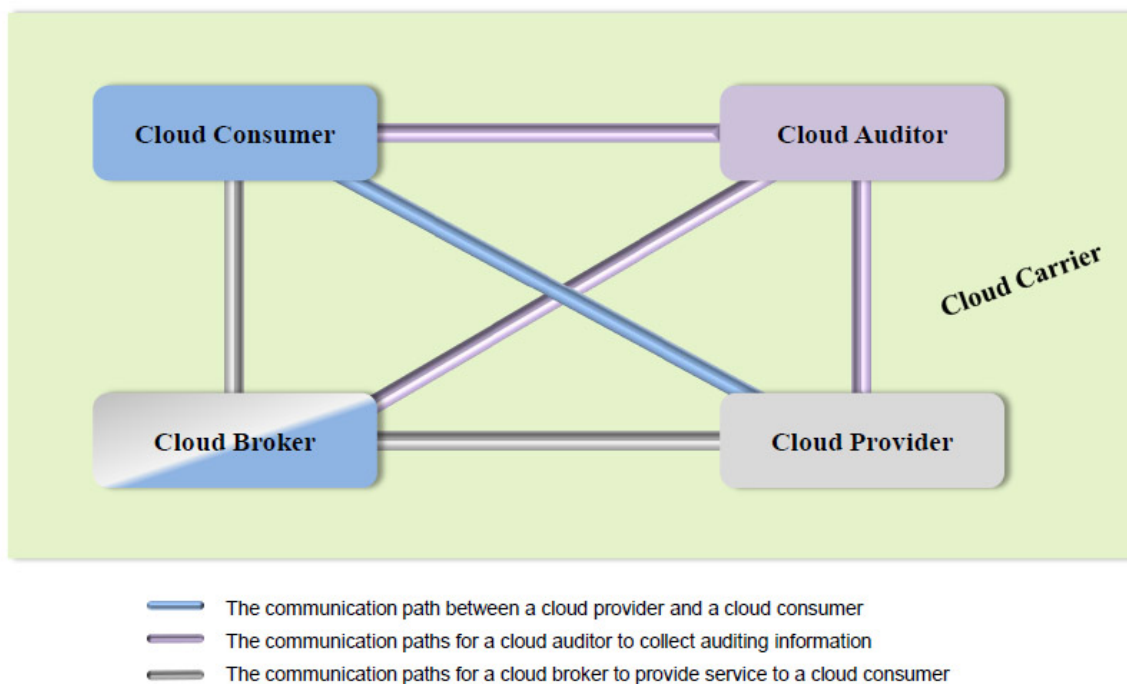 Cloud Consumer
Cloud Auditor
Cloud Carrier
Cloud Broker
Cloud Provider
The communication path between a cloud provider and a cloud consumer
The communication paths for a cloud auditor to collect auditing information
The communication paths for a cloud broker to provide service to a cloud consumer